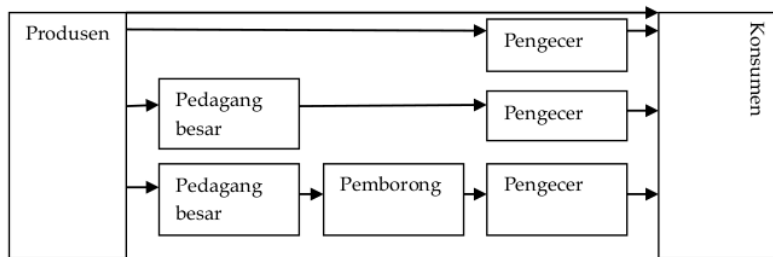 Produsen
Pengecer
Konsumen
Pedagang
besar
Pengecer
Pedagang
besar
Pemborong
Pengecer